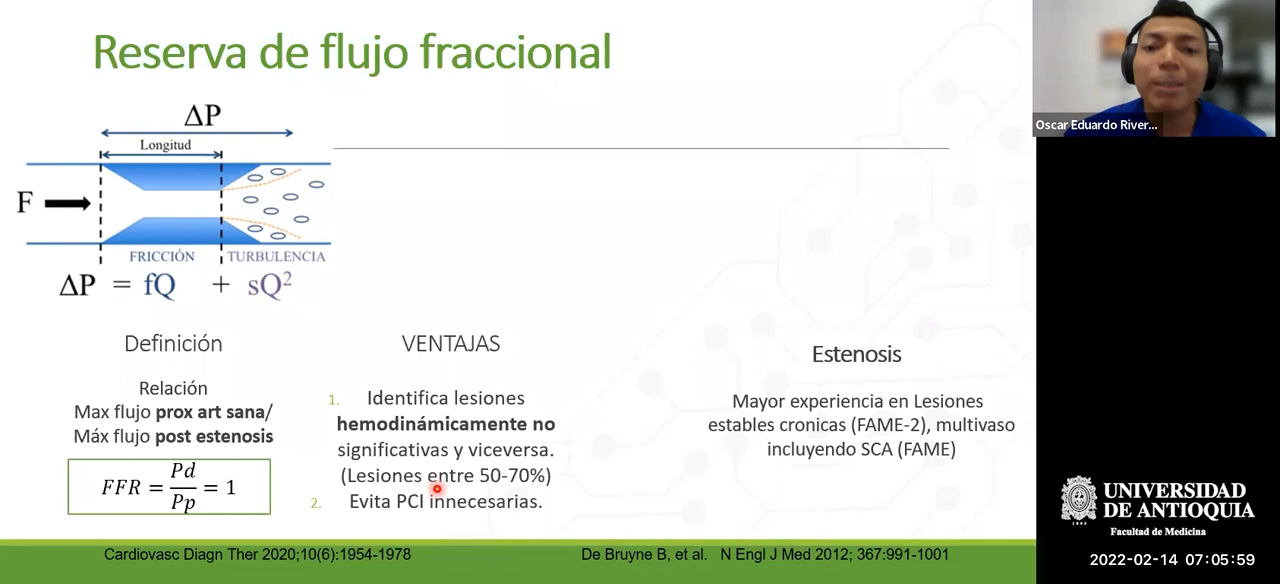 Reserva de flujo fraccional
Oscar Eduardo River...
ΔP
Longitud
F
FRICCIÓN
TURBULENCIA
ΔP = fQ + sQ²
Definición
Relación
Max flujo prox art sana/
Máx flujo post estenosis
FFR = Pd/Pp = 1
VENTAJAS
1. Identifica lesiones
hemodinámicamente no
significativas y viceversa.
(Lesiones entre 50-70%)
2. Evita PCI innecesarias.
Estenosis
Mayor experiencia en Lesiones
estables cronicas (FAME-2), multivaso
incluyendo SCA (FAME)
Cardiovasc Diagn Ther 2020;10(6):1954-1978
De Bruyne B, et al. N Engl J Med 2012; 367:991-1001
UNIVERSIDAD
DE ANTIOQUIA
1803
Facultad de Medicina
2022-02-14 07:05:59